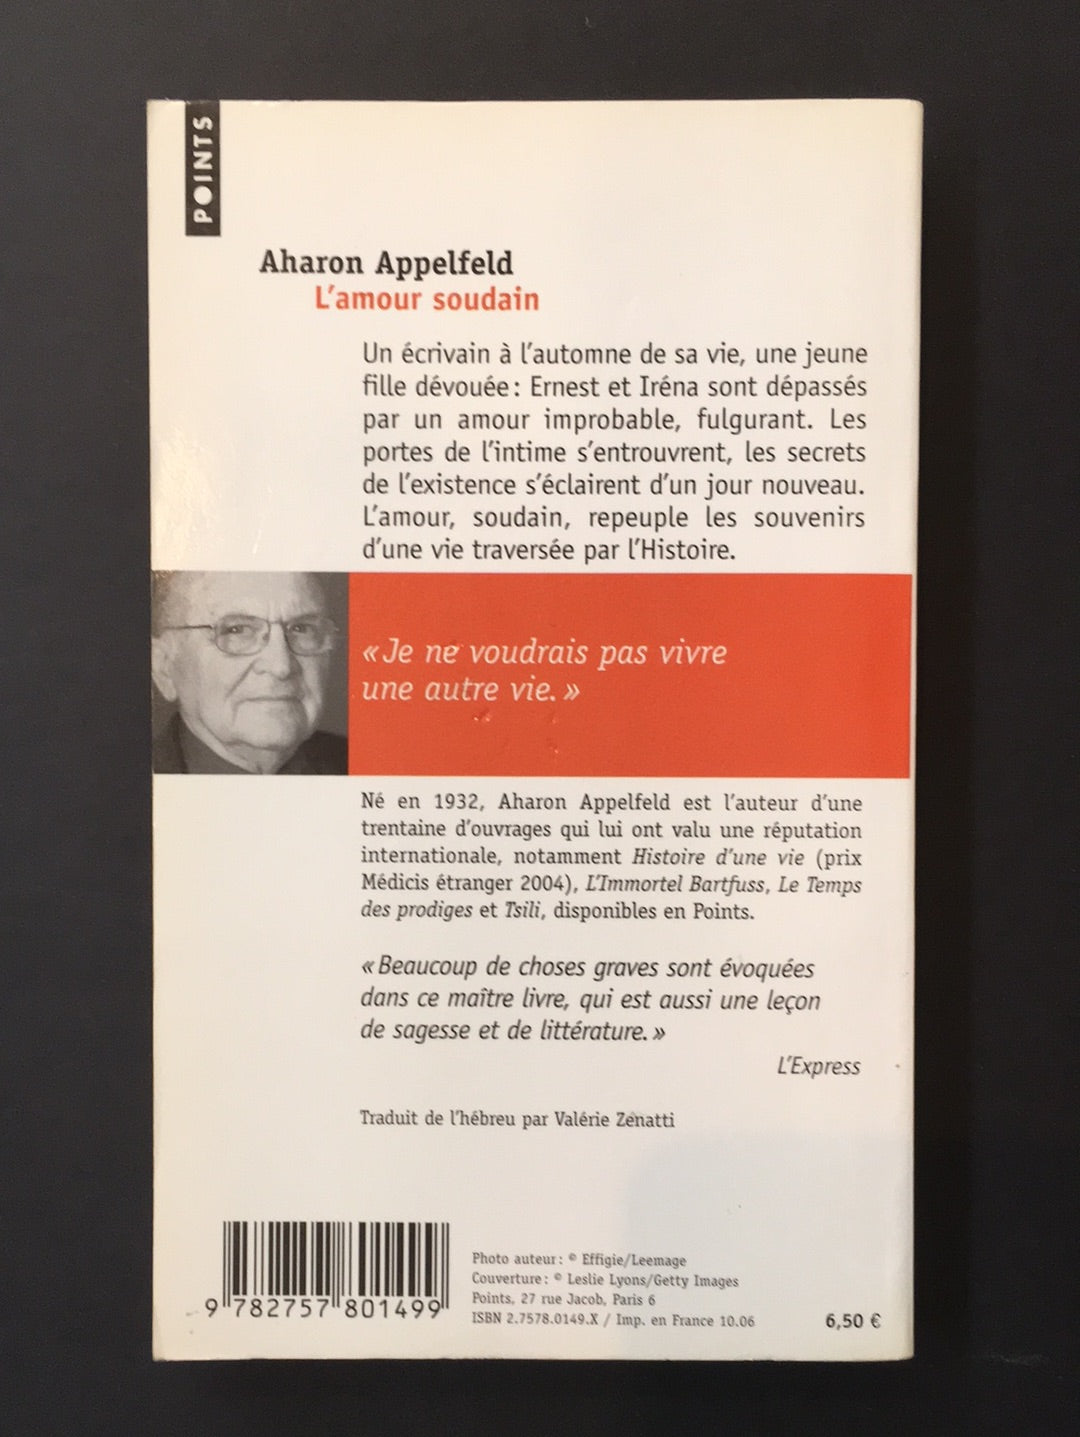 POINTS
Aharon Appelfeld
L'amour soudain
Un écrivain à l'automne de sa vie, une jeune
fille dévouée : Ernest et Iréna sont dépassés
par un amour improbable, fulgurant. Les
portes de l'intime s'entrouvrent, les secrets
de l'existence s'éclairent d'un jour nouveau.
L'amour, soudain, repeuple les souvenirs
d'une vie traversée par l'Histoire.
« Je ne voudrais pas vivre
une autre vie. »
Né en 1932, Aharon Appelfeld est l'auteur d'une
trentaine d'ouvrages qui lui ont valu une réputation
internationale, notamment Histoire d'une vie (prix
Médicis étranger 2004), L'Immortel Bartfuss, Le Temps
des prodiges et Tsili, disponibles en Points.
« Beaucoup de choses graves sont évoquées
dans ce maître livre, qui est aussi une leçon
de sagesse et de littérature. »
L'Express
Traduit de l'hébreu par Valérie Zenatti
9 782757 801499
Photo auteur : © Effigie/Leemage
Couverture : © Leslie Lyons/Getty Images
Points, 27 rue Jacob, Paris 6
ISBN 2.7578.0149.X / Imp. en France 10.06
6,50 €